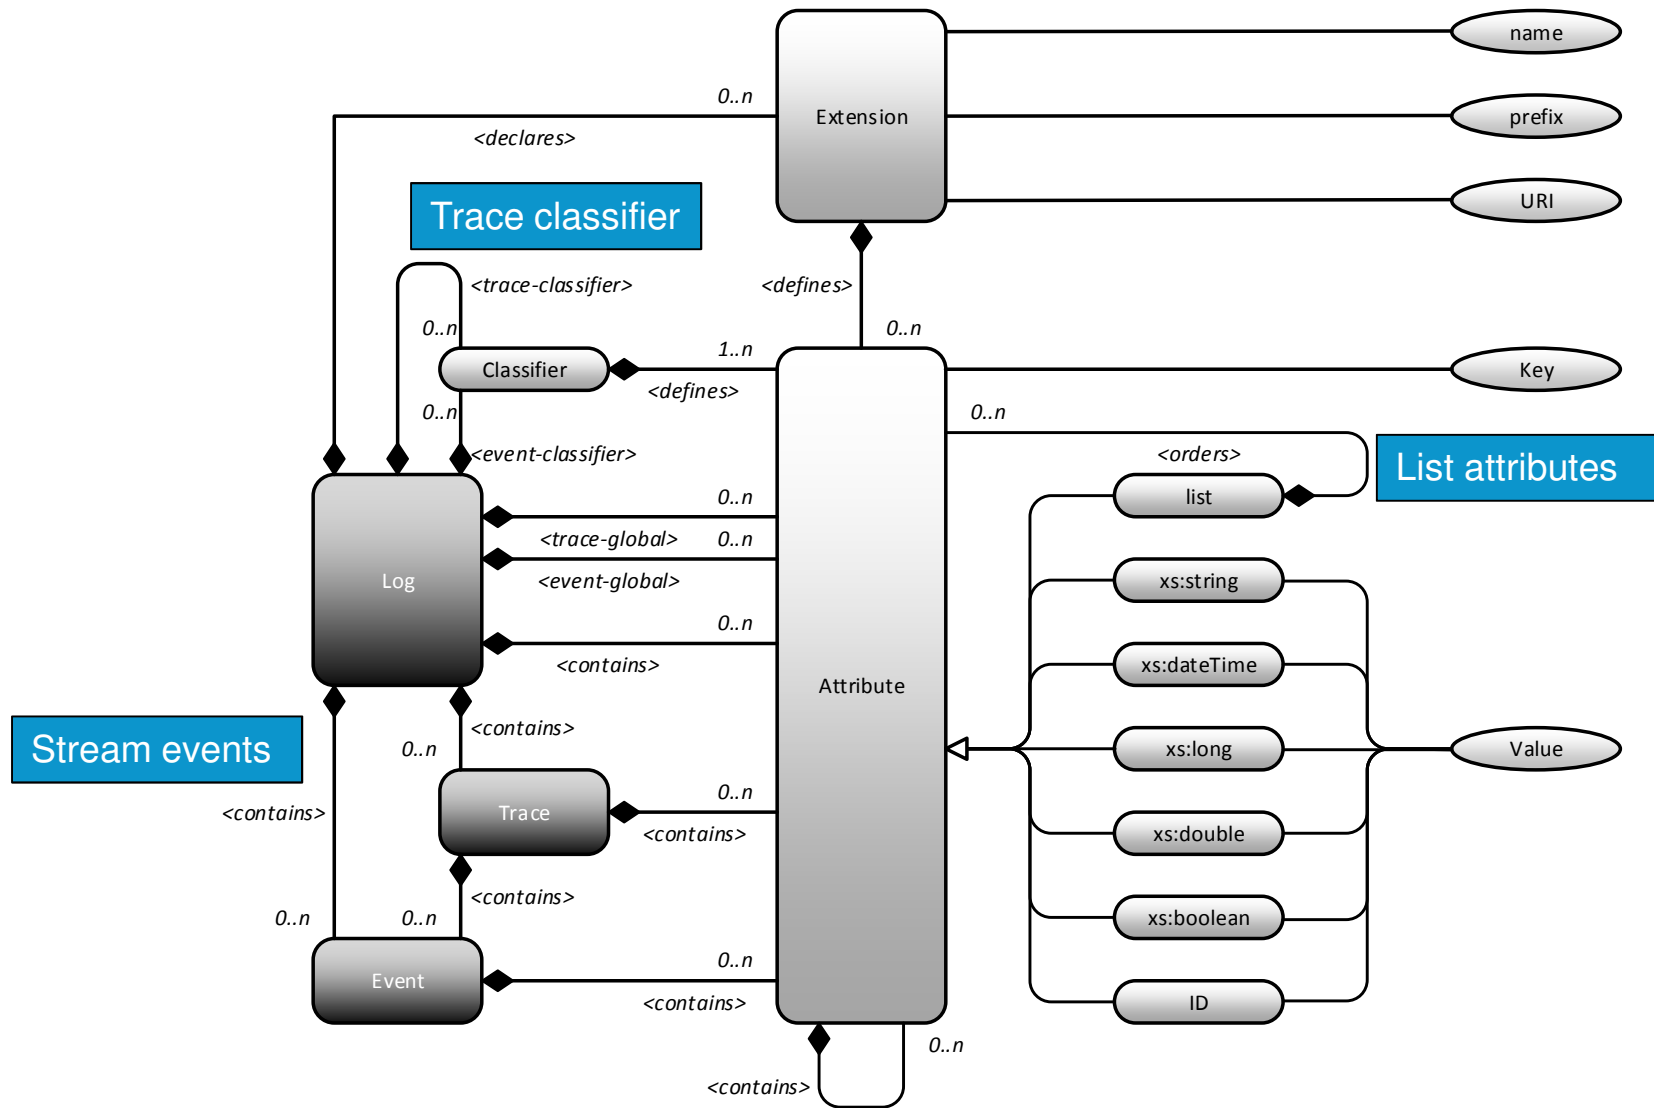 name
0..n
Extension
prefix
<declares>
Trace classifier
URI
<trace-classifier>
<defines>
0..n
0..n
1..n
Classifier
Key
<defines>
0..n
0..n
<event-classifier>
<orders>
List attributes
0..n
list
<trace-global>
0..n
Log
<event-global>
xs:string
0..n
<contains>
xs:dateTime
Attribute
<contains>
Stream events
0..n
xs:long
Value
0..n
<contains>
Trace
<contains>
xs:double
<contains>
0..n
0..n
xs:boolean
0..n
Event
<contains>
ID
0..n
<contains>